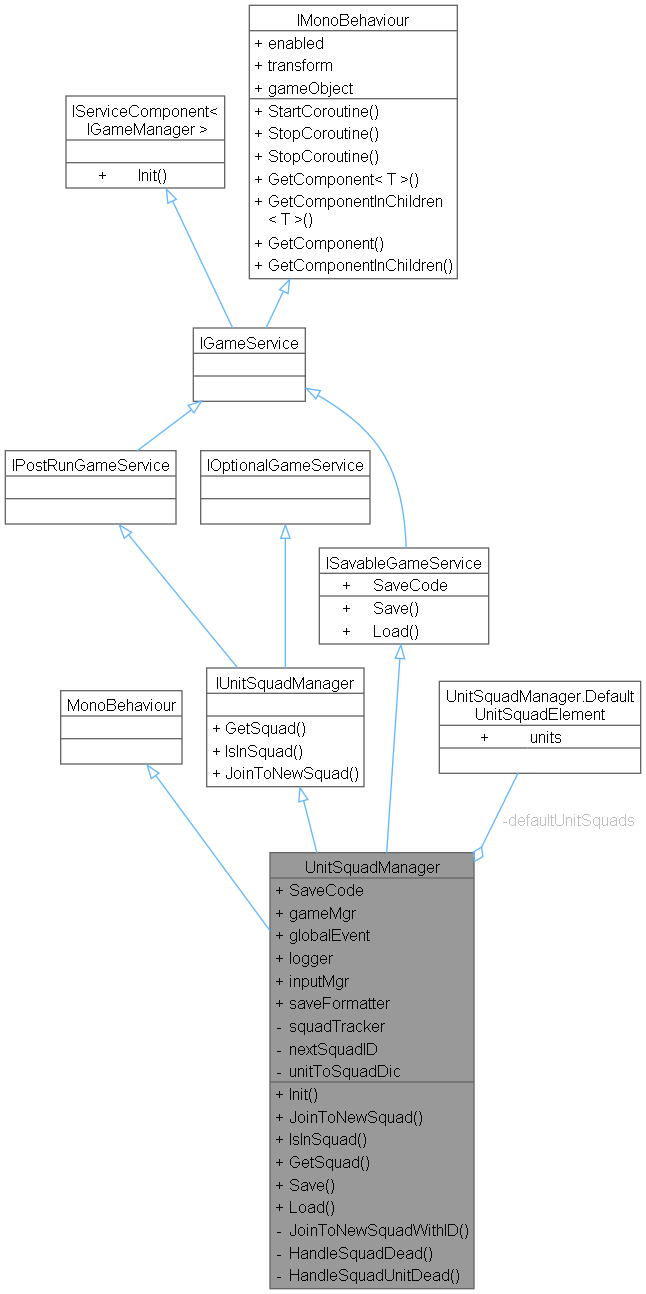 IMonoBehaviour
+ enabled
+ transform
+ gameObject
+ StartCoroutine()
+ StopCoroutine()
+ StopCoroutine()
+ GetComponent< T >()
+ GetComponentInChildren
< T >()
+ GetComponent()
+ GetComponentInChildren()
IServiceComponent<
IGameManager >
+ Init()
IGameService
IPostRunGameService
IOptionalGameService
ISavableGameService
+ SaveCode
+ Save()
+ Load()
IUnitSquadManager
+ GetSquad()
+ IsInSquad()
+ JoinToNewSquad()
MonoBehaviour
UnitSquadManager.Default
UnitSquadElement
+ units
-defaultUnitSquads
UnitSquadManager
+ SaveCode
+ gameMgr
+ globalEvent
+ logger
+ inputMgr
+ saveFormatter
- squadTracker
- nextSquadID
- unitToSquadDic
+ Init()
+ JoinToNewSquad()
+ IsInSquad()
+ GetSquad()
+ Save()
+ Load()
- JoinToNewSquadWithID()
- HandleSquadDead()
- HandleSquadUnitDead()